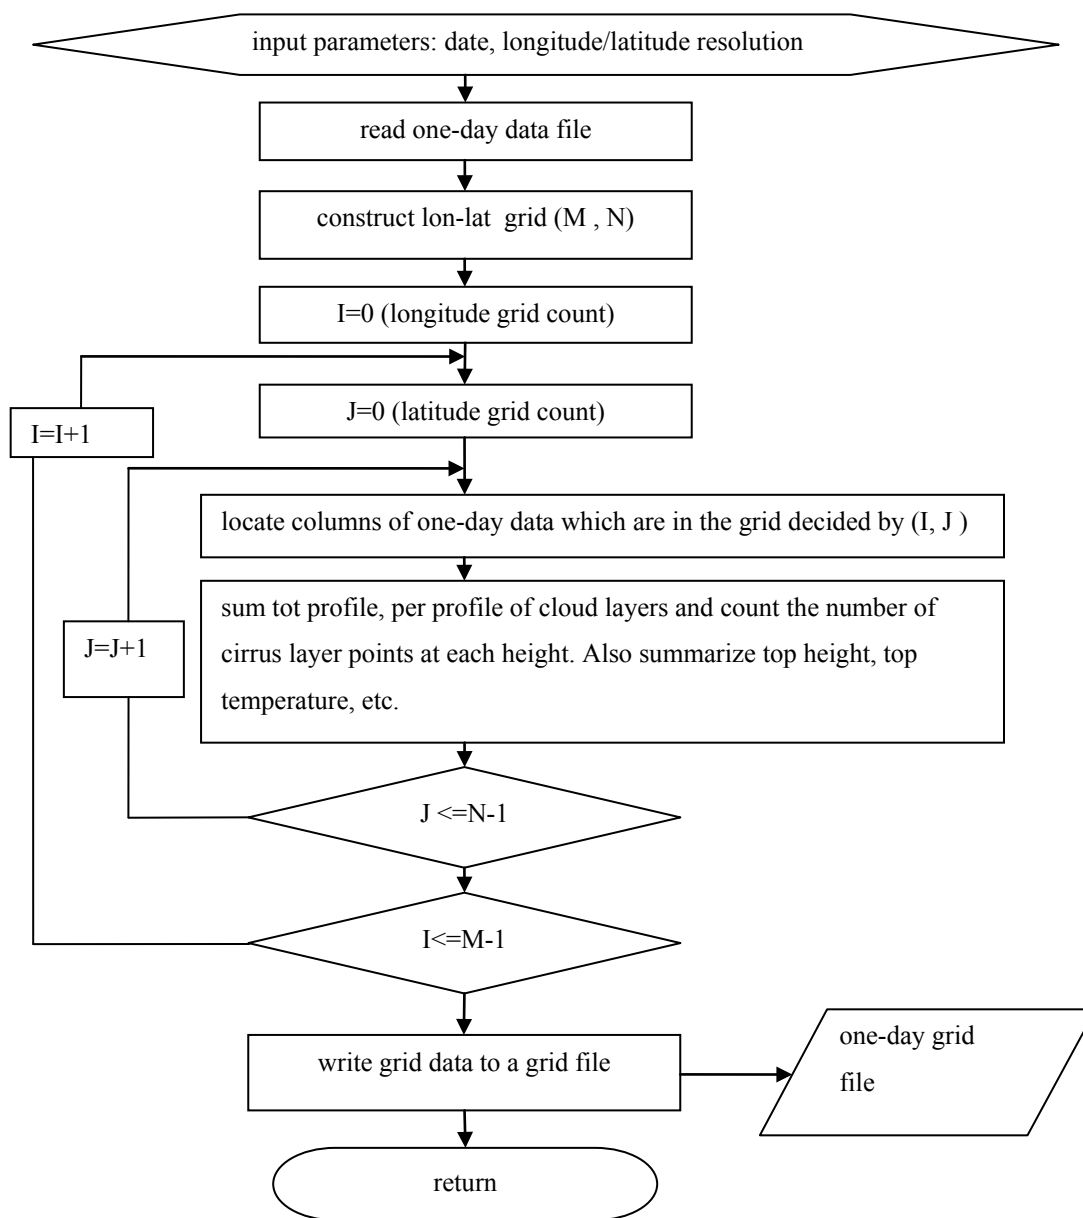 input parameters: date, longitude/latitude resolution
read one-day data file
construct lon-lat  grid (M , N)
I=0 (longitude grid count)
J=0 (latitude grid count)
I=I+1
locate columns of one-day data which are in the grid decided by (I, J )
sum tot profile, per profile of cloud layers and count the number of
cirrus layer points at each height. Also summarize top height, top
temperature, etc.
J=J+1
J <=N-1
I<=M-1
write grid data to a grid file
one-day grid
file
return